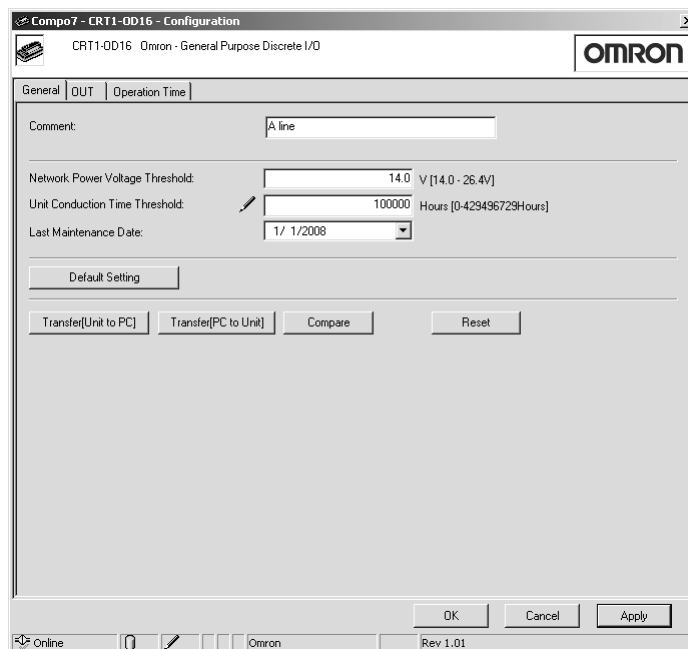 Compo7 - CRT1-OD16 - Configuration
CRT1-OD16 Omron - General Purpose Discrete I/O
OMRON
General OUT Operation Time
Comment: A line
Network Power Voltage Threshold: 14.0 V [14.0 - 26.4V]
Unit Conduction Time Threshold: 100000 Hours [0-429496729Hours]
Last Maintenance Date: 1/ 1/2008
Default Setting
Transfer[Unit to PC] Transfer[PC to Unit] Compare Reset
OK Cancel Apply
Online Omron Rev 1.01